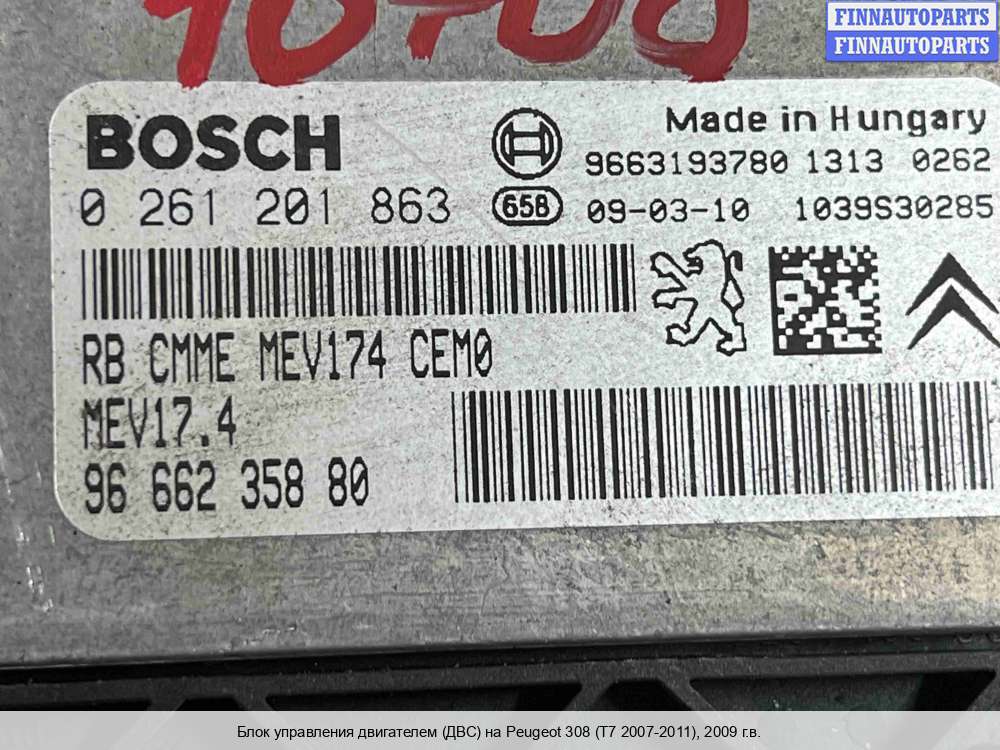 FINNAUTOPARTS
FINNAUTOPARTS
BOSCH
Made in Hungary
9663193780 1313 0262
0 261 201 863
658
09-03-10 1039S30285
RB CMME MEV174 CEM0
MEV17.4
96 662 358 80
Блок управления двигателем (ДВС) на Peugeot 308 (T7 2007-2011), 2009 г.в.